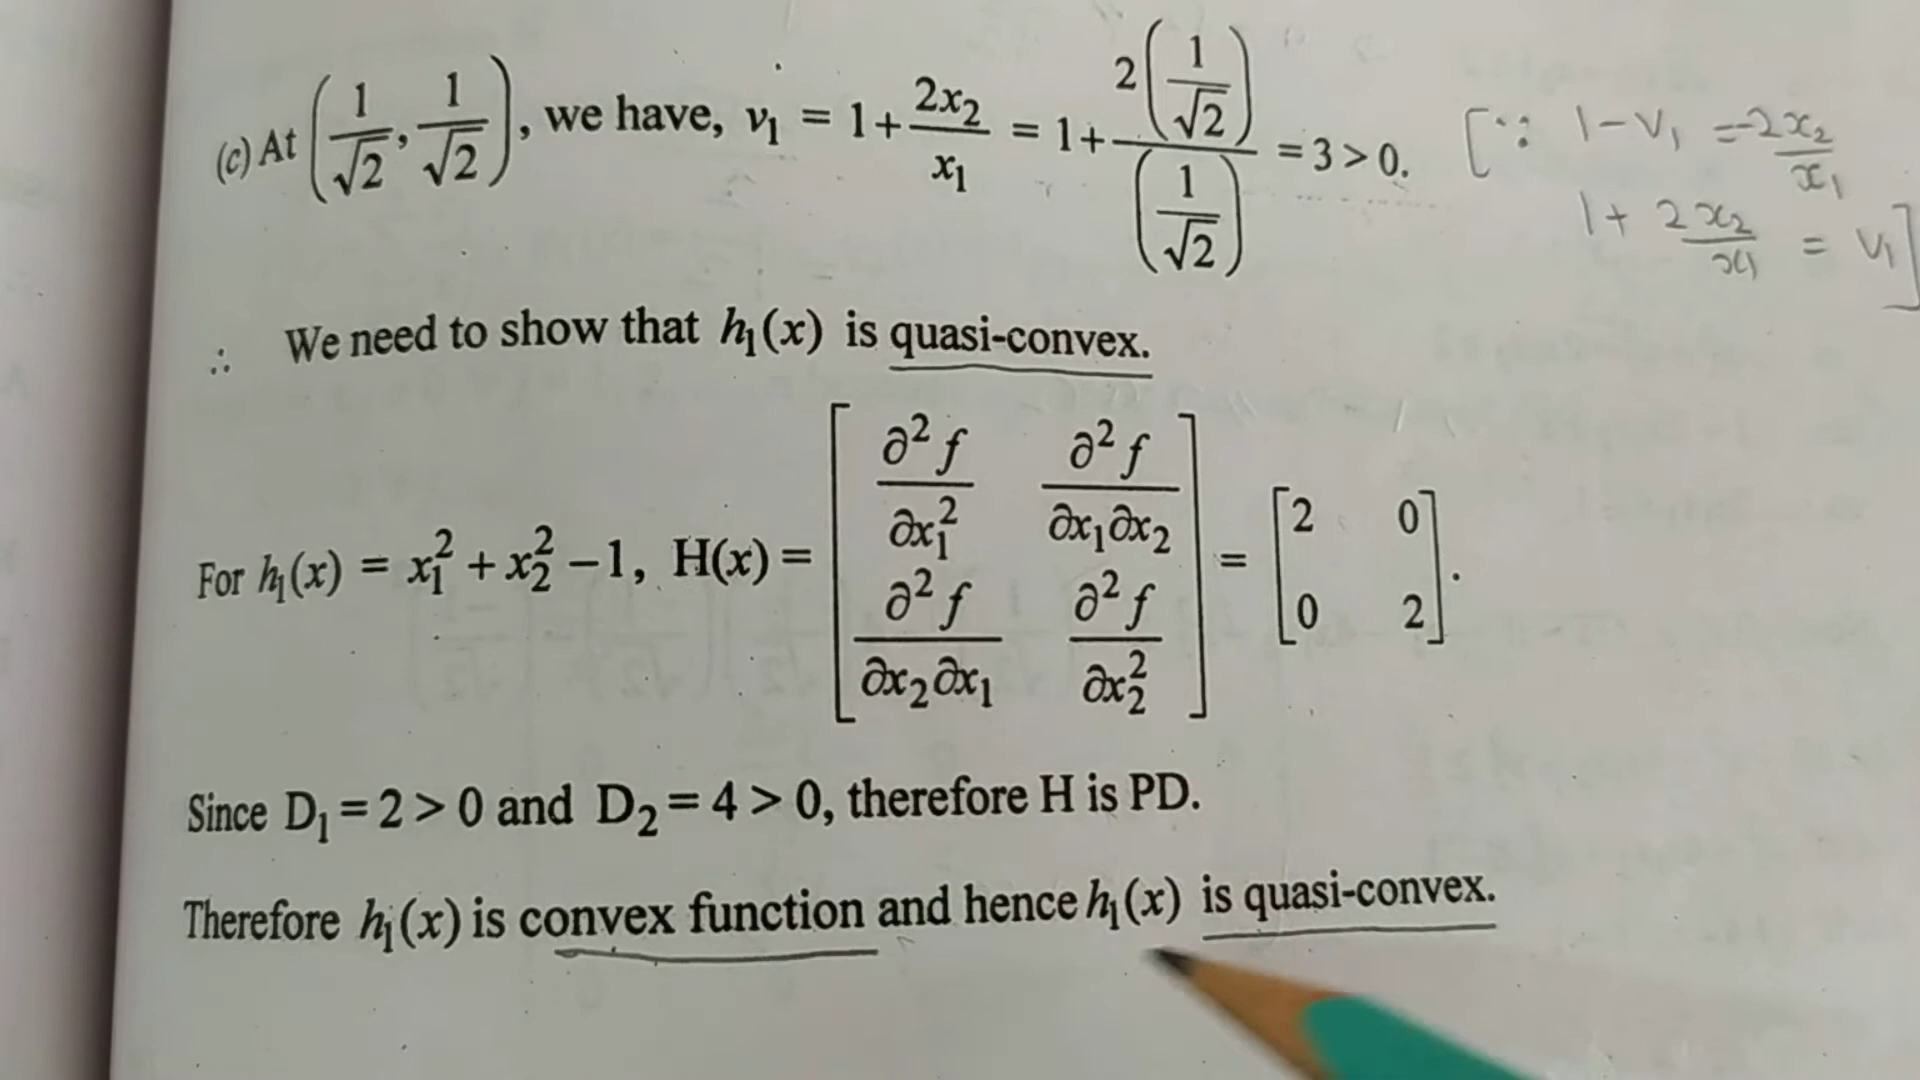 (c) At (1/√2, 1/√2), we have, v₁ = 1 + 2x₂/x₁ = 1 + 2(1/√2)/(1/√2) = 3 > 0. [∵ 1 − v₁ = −2x₂/x₁
1 + 2x₂/x₁ = v₁]
∴ We need to show that h₁(x) is quasi-convex.
For h₁(x) = x₁² + x₂² − 1, H(x) = [∂²f/∂x₁² ∂²f/∂x₁∂x₂ ; ∂²f/∂x₂∂x₁ ∂²f/∂x₂²] = [2 0 ; 0 2].
Since D₁ = 2 > 0 and D₂ = 4 > 0, therefore H is PD.
Therefore h₁(x) is convex function and hence h₁(x) is quasi-convex.